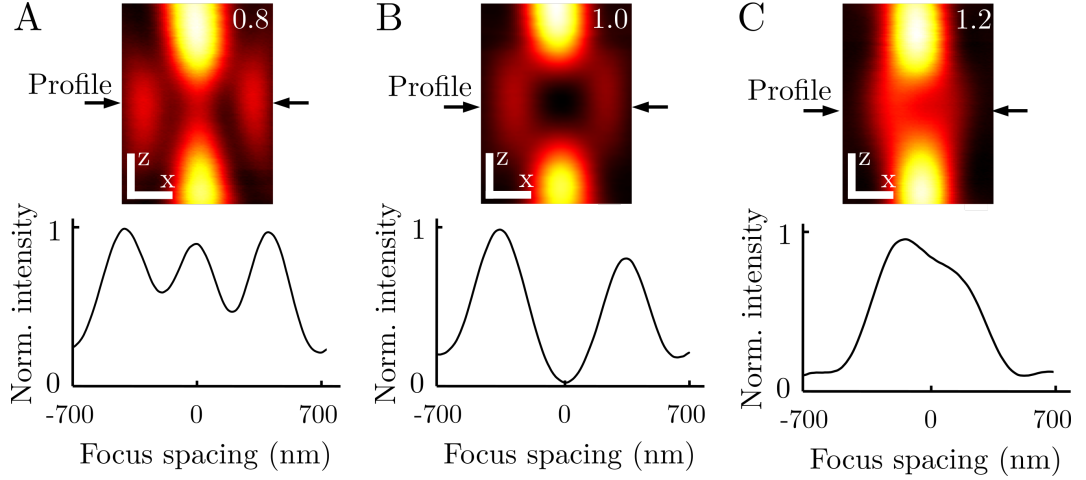 A
0.8
Profile
z
x
Norm. intensity
1
0
-700
0
700
Focus spacing (nm)
B
1.0
Profile
z
x
Norm. intensity
1
0
-700
0
700
Focus spacing (nm)
C
1.2
Profile
z
x
Norm. intensity
1
0
-700
0
700
Focus spacing (nm)